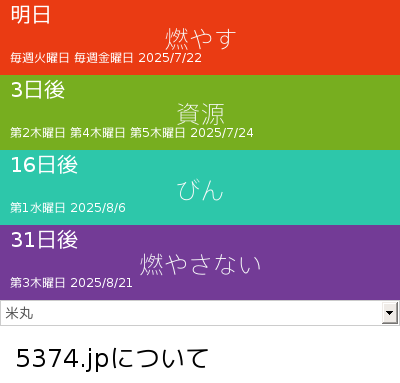 明日
燃やす
毎週火曜日 毎週金曜日 2025/7/22
3日後
資源
第2木曜日 第4木曜日 第5木曜日 2025/7/24
16日後
びん
第1水曜日 2025/8/6
31日後
燃やさない
第3木曜日 2025/8/21
米丸
5374.jpについて